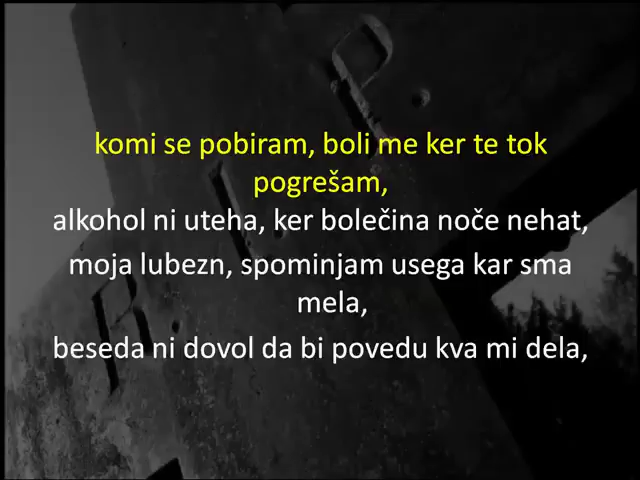 komi se pobiram, boli me ker te tok
pogrešam,
alkohol ni uteha, ker bolečina noče nehat,
moja lubezn, spominjam usega kar sma
mela,
beseda ni dovol da bi povedu kva mi dela,